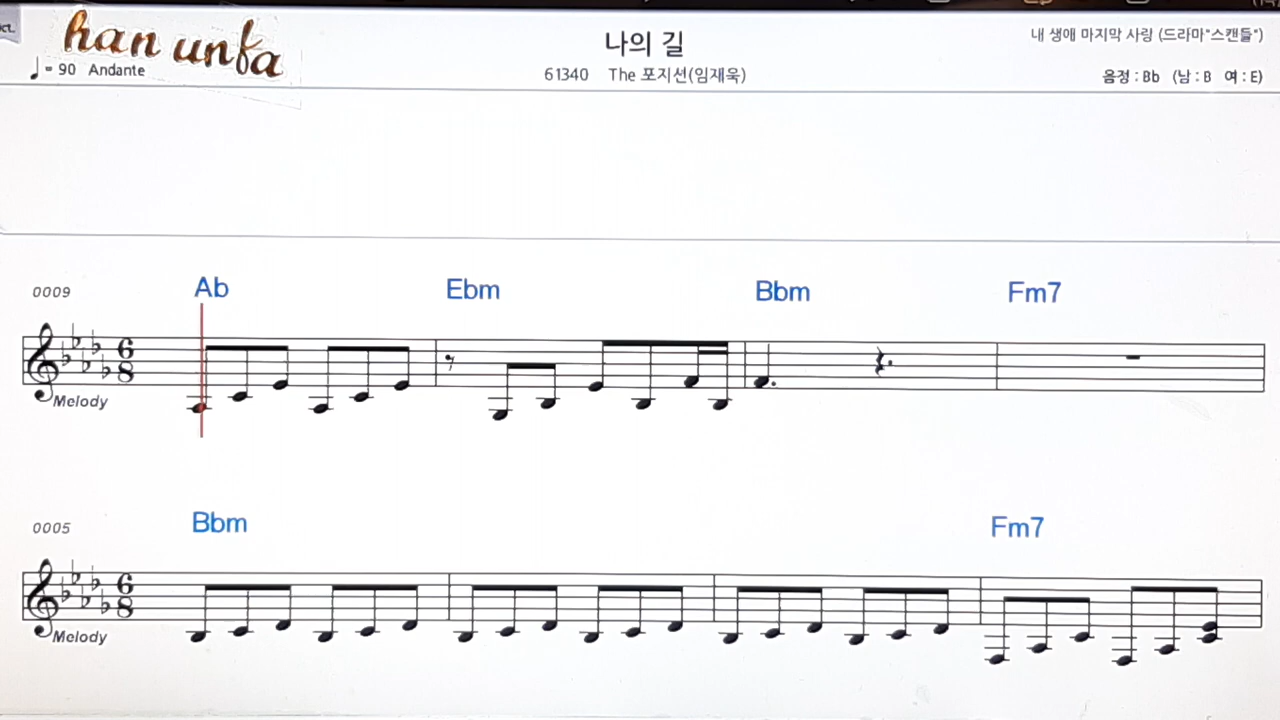 han unfa
나의 길
내 생애 마지막 사랑 (드라마"스캔들")
♩= 90 Andante
61340 The 포지션(임재욱)
음정 : Bb (남 : B 여 : E)
0009 Ab Ebm Bbm Fm7
6
8
Melody
0005 Bbm Fm7
6
8
Melody